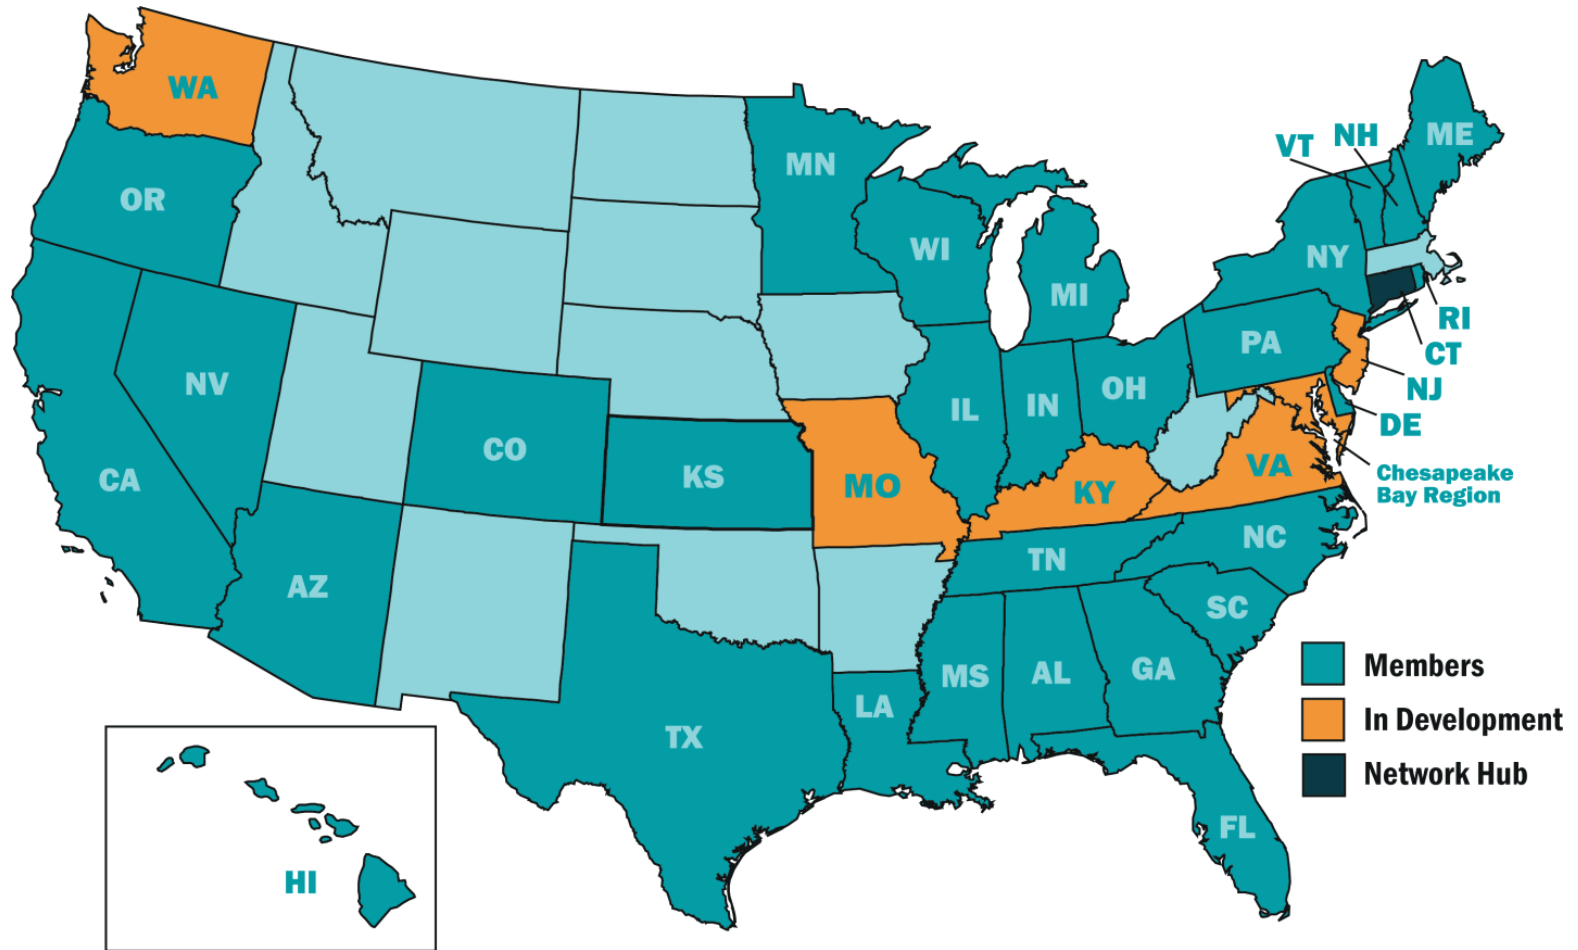 WA
OR
MN
VT
NH
ME
WI
NY
MI
RI
PA
CT
NV
NJ
OH
IL
IN
DE
CO
KS
MO
KY
VA
Chesapeake
Bay Region
CA
AZ
TN
NC
SC
MS
AL
GA
LA
TX
FL
HI
Members
In Development
Network Hub